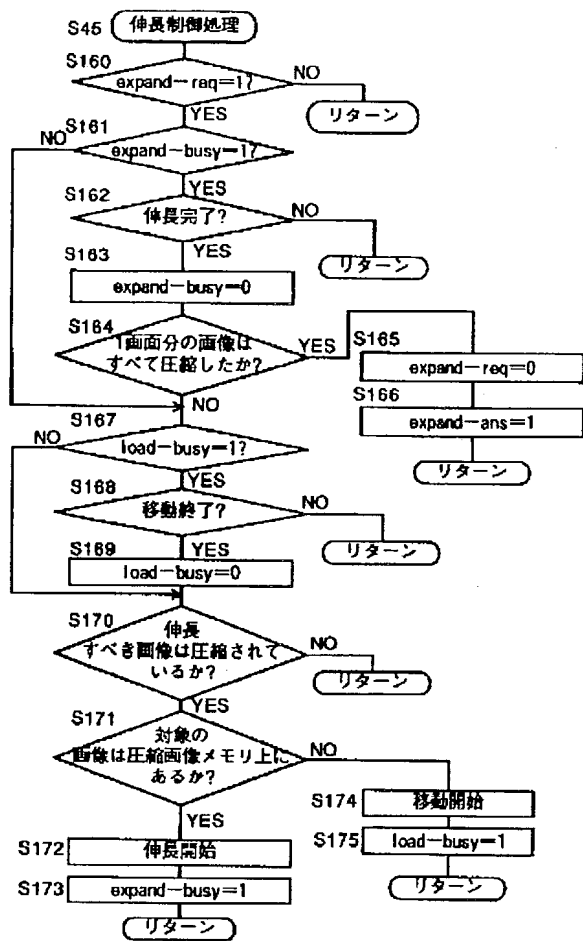 S45
伸長制御処理
S160
expand-req=1?
NO
リターン
YES
S161
NO
expand-busy=1?
YES
S162
伸長完了?
NO
リターン
YES
S163
expand-busy=0
S164
1画面分の画像は
すべて圧縮したか?
YES
S165
expand-req=0
S166
expand-ans=1
リターン
NO
S167
NO
load-busy=1?
YES
S168
移動終了?
NO
リターン
YES
S169
load-busy=0
S170
伸長
すべき画像は圧縮されて
いるか?
NO
リターン
YES
S171
対象の
画像は圧縮画像メモリ上に
あるか?
NO
S174
移動開始
S175
load-busy=1
リターン
YES
S172
伸長開始
S173
expand-busy=1
リターン